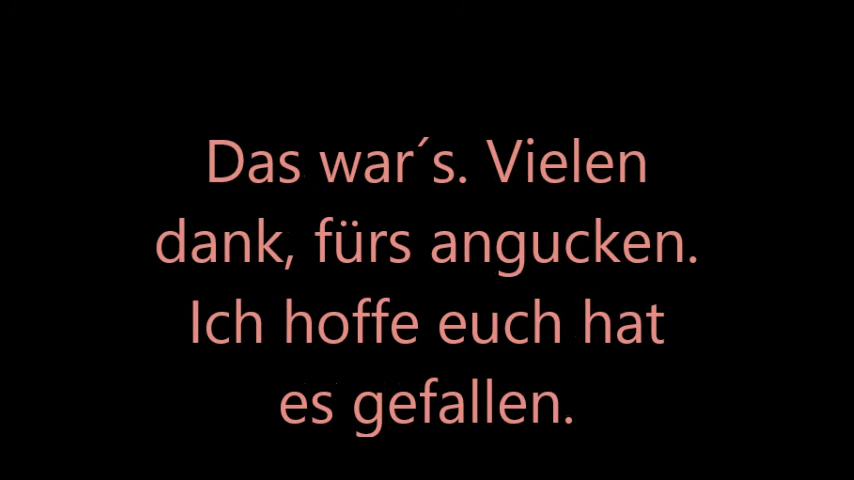 Das war´s. Vielen
dank, fürs angucken.
Ich hoffe euch hat
es gefallen.